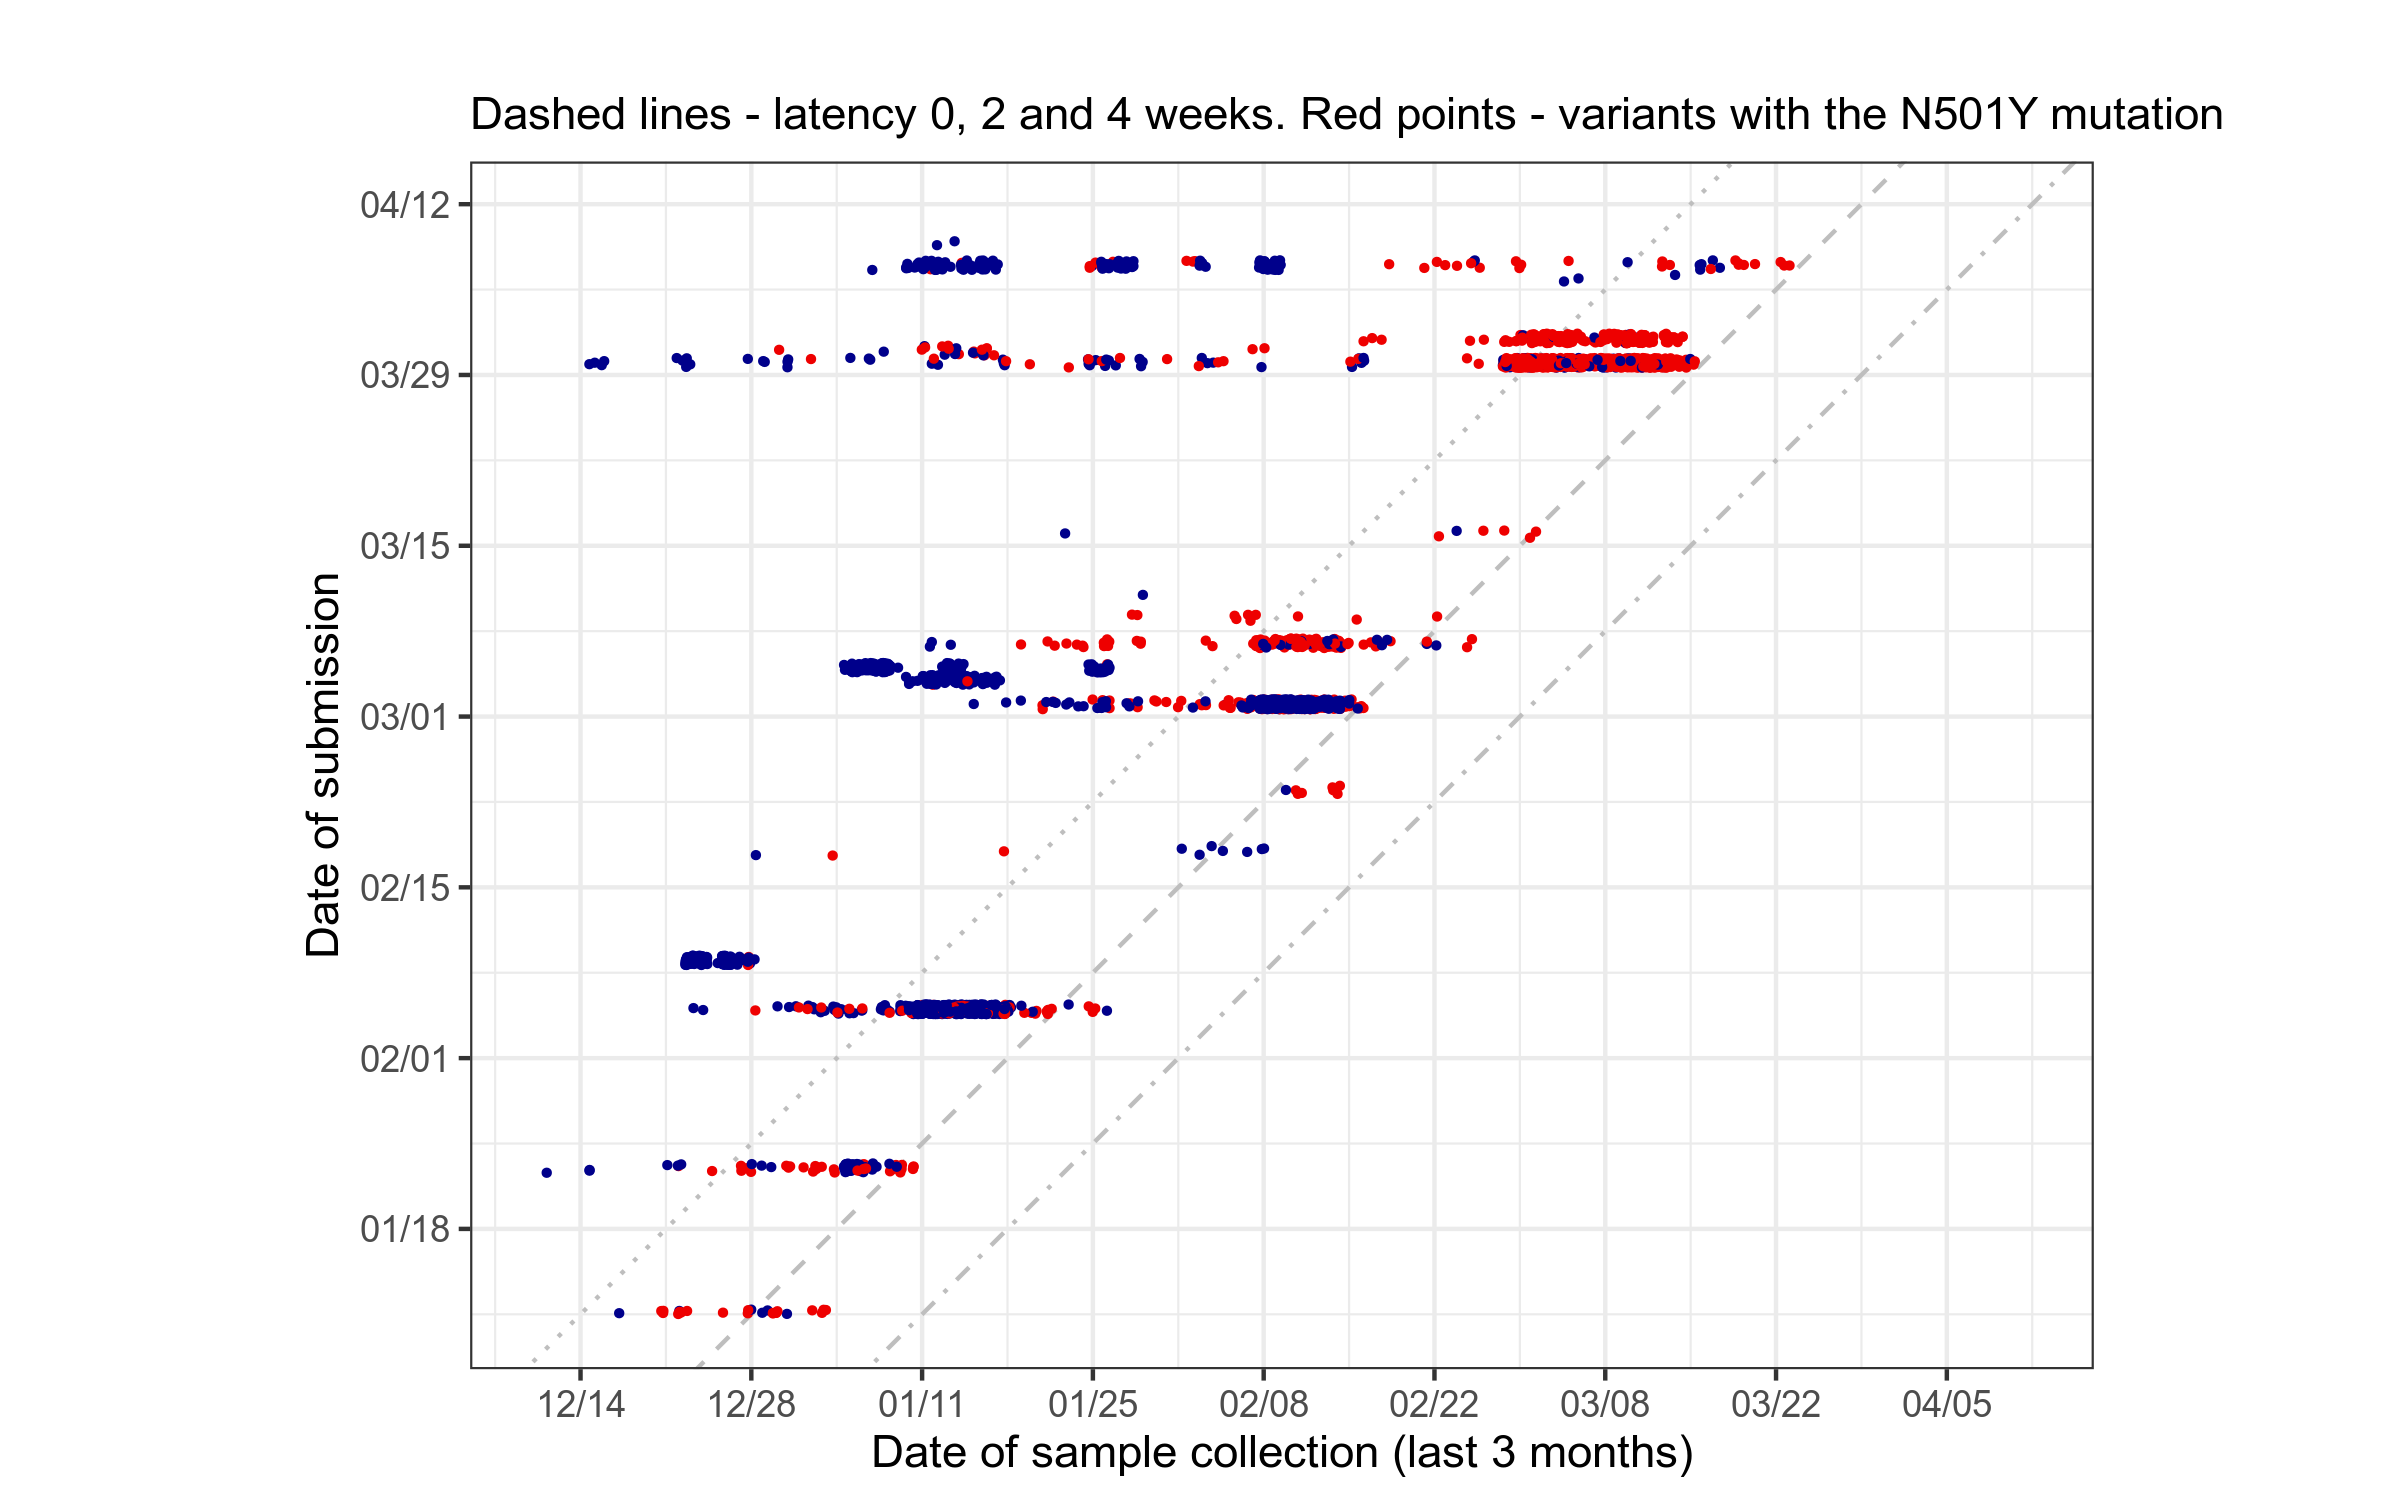 Dashed lines - latency 0, 2 and 4 weeks. Red points - variants with the N501Y mutation
04/12
03/29
03/15
03/01
02/15
02/01
01/18
Date of submission
12/14 12/28 01/11 01/25 02/08 02/22 03/08 03/22 04/05
Date of sample collection (last 3 months)